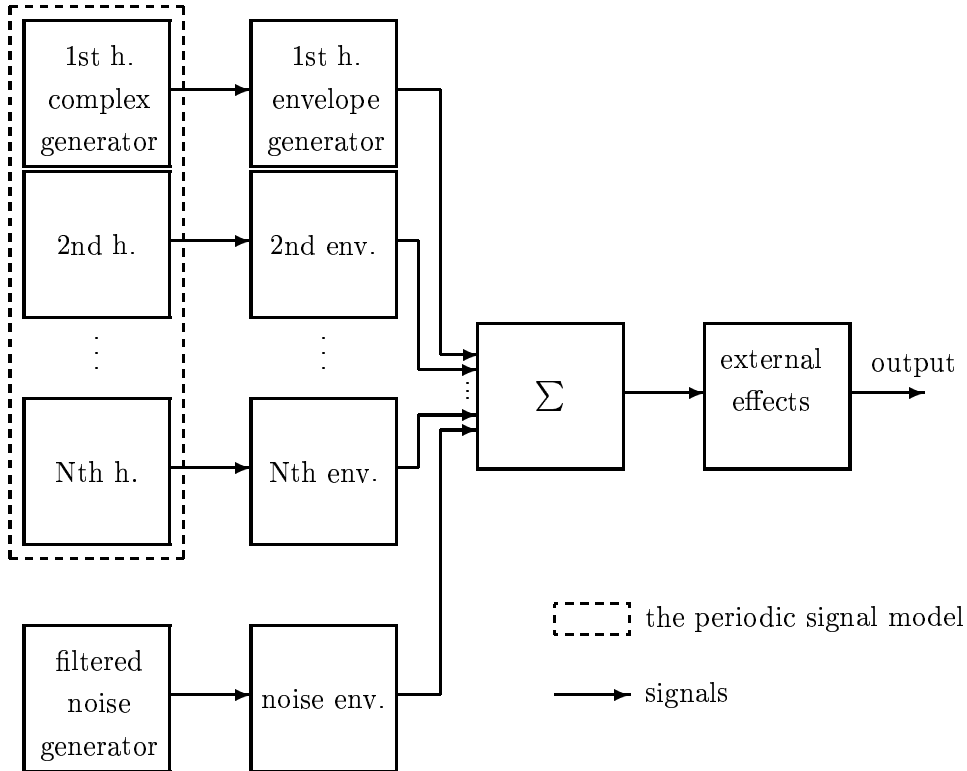 1st h.
complex
generator
1st h.
envelope
generator
2nd h.
2nd env.
⋮
⋮
⋮
external
effects
output
∑
Nth h.
Nth env.
the periodic signal model
filtered
noise
generator
noise env.
signals